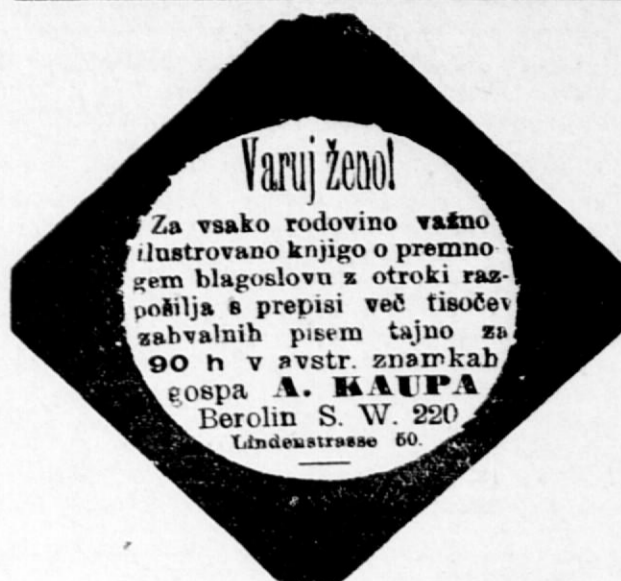 Varuj ženo!
Za vsako rodovino važno
ilustrovano knjigo o premno-
gem blagoslovu z otroki raz-
pošilja s prepisi več tisočev
zahvalnih pisem tajno za
90 h v avstr. znamkah
gospa A. KAUPA
Berolin S. W. 220
Lindenstrasse 50.